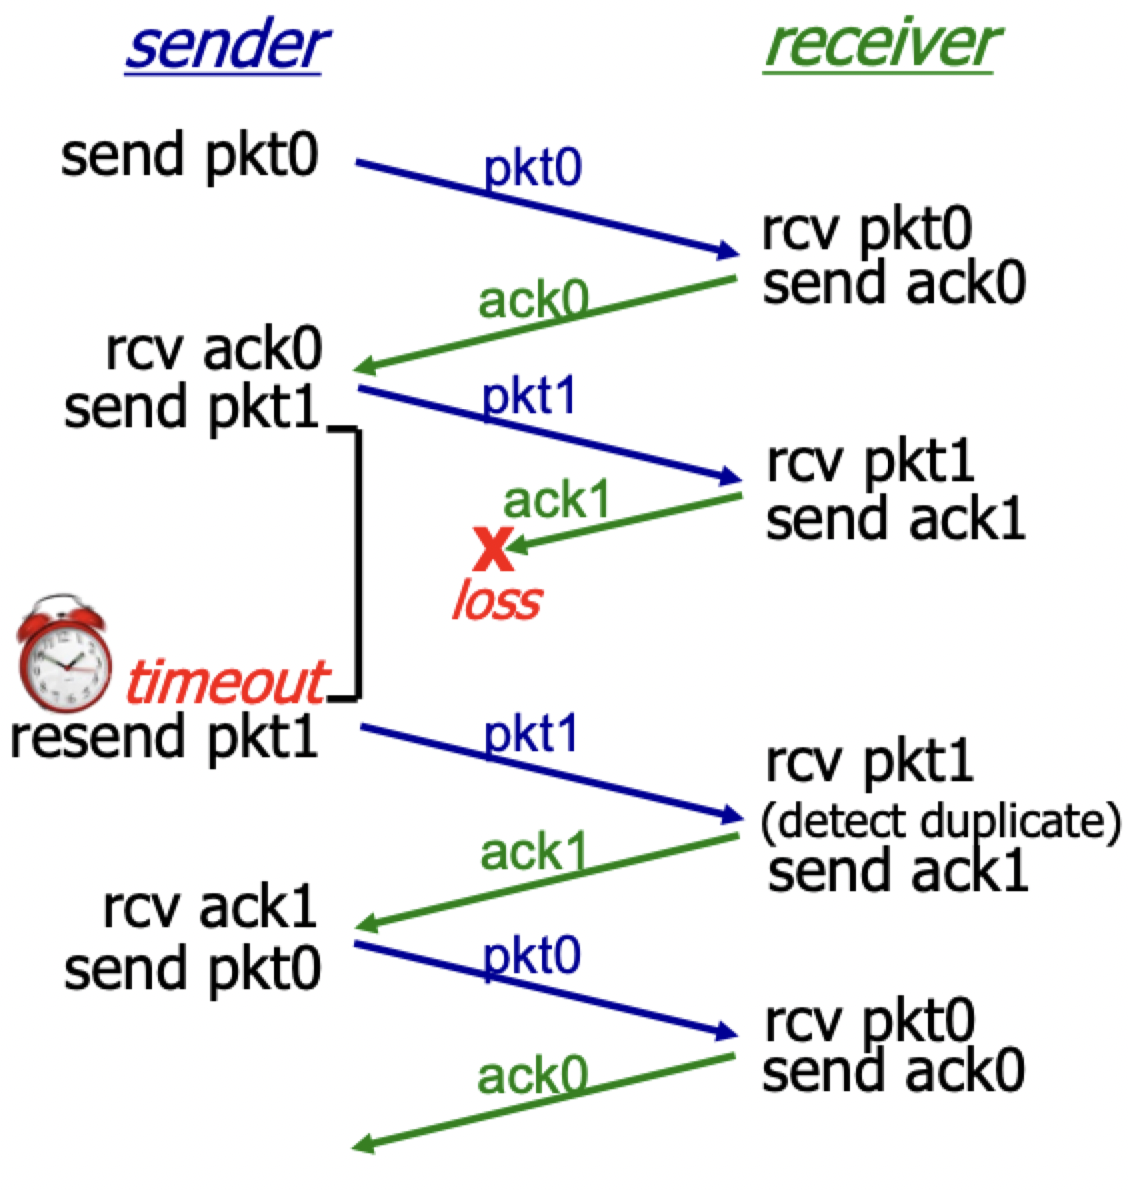 sender
receiver
send pkt0
pkt0
rcv pkt0
send ack0
ack0
rcv ack0
send pkt1
pkt1
rcv pkt1
send ack1
ack1
X
loss
timeout
resend pkt1
pkt1
rcv pkt1
(detect duplicate)
send ack1
ack1
rcv ack1
send pkt0
pkt0
rcv pkt0
send ack0
ack0